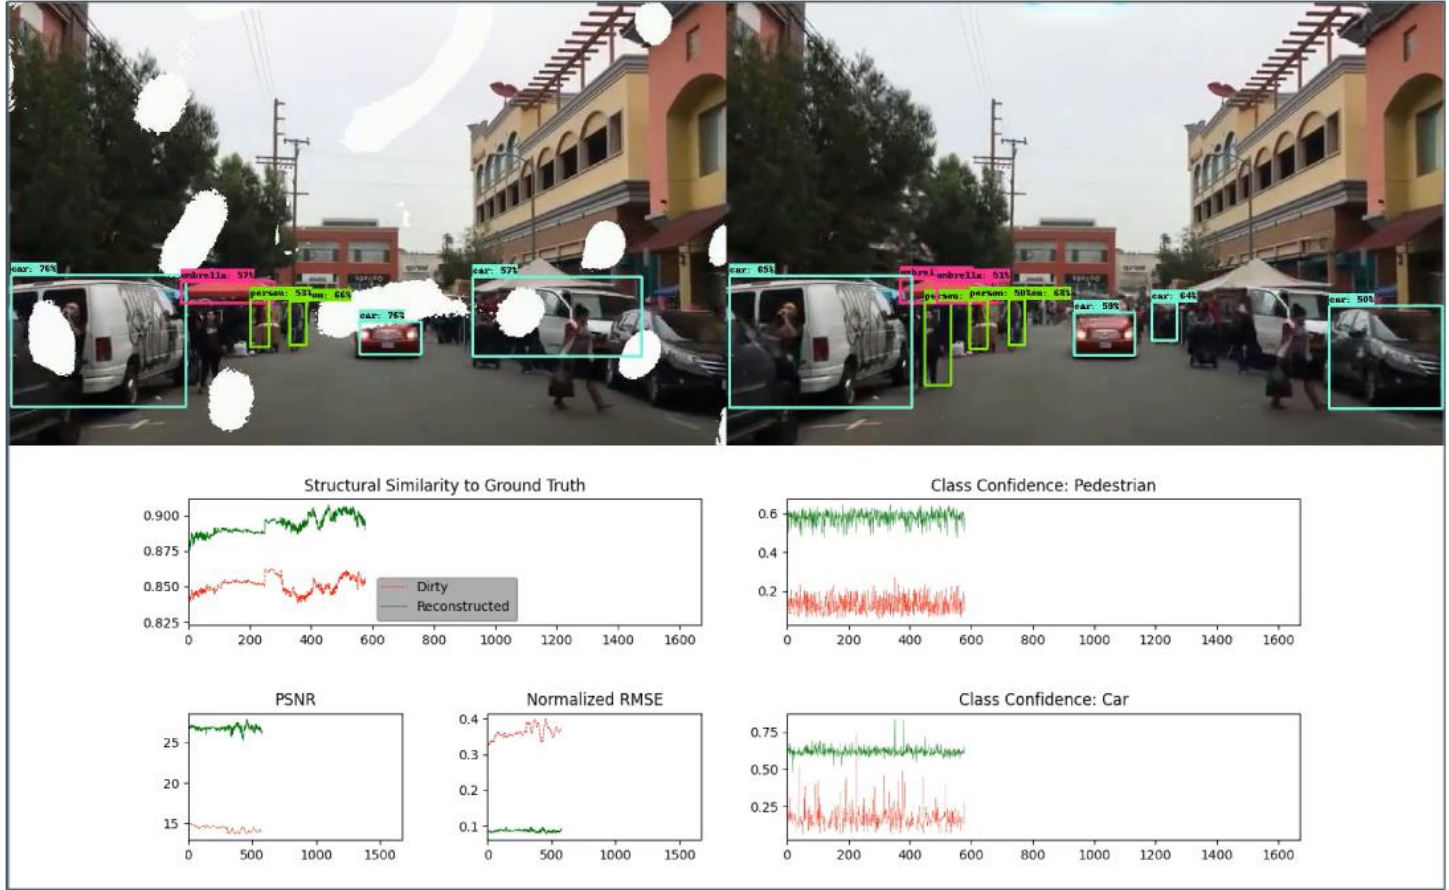 car: 76%
umbrella: 57%
person: 53%
on: 66%
car: 76%
car: 57%
car: 65%
umbrel
umbrella: 51%
person: 50%
on: 68%
car: 59%
car: 64%
car: 50%
Structural Similarity to Ground Truth
0.900
0.875
0.850
0.825
Dirty
Reconstructed
0 200 400 600 800 1000 1200 1400 1600
Class Confidence: Pedestrian
0.6
0.4
0.2
0 200 400 600 800 1000 1200 1400 1600
PSNR
25
20
15
0 500 1000 1500
Normalized RMSE
0.4
0.3
0.2
0.1
0 500 1000 1500
Class Confidence: Car
0.75
0.50
0.25
0 200 400 600 800 1000 1200 1400 1600